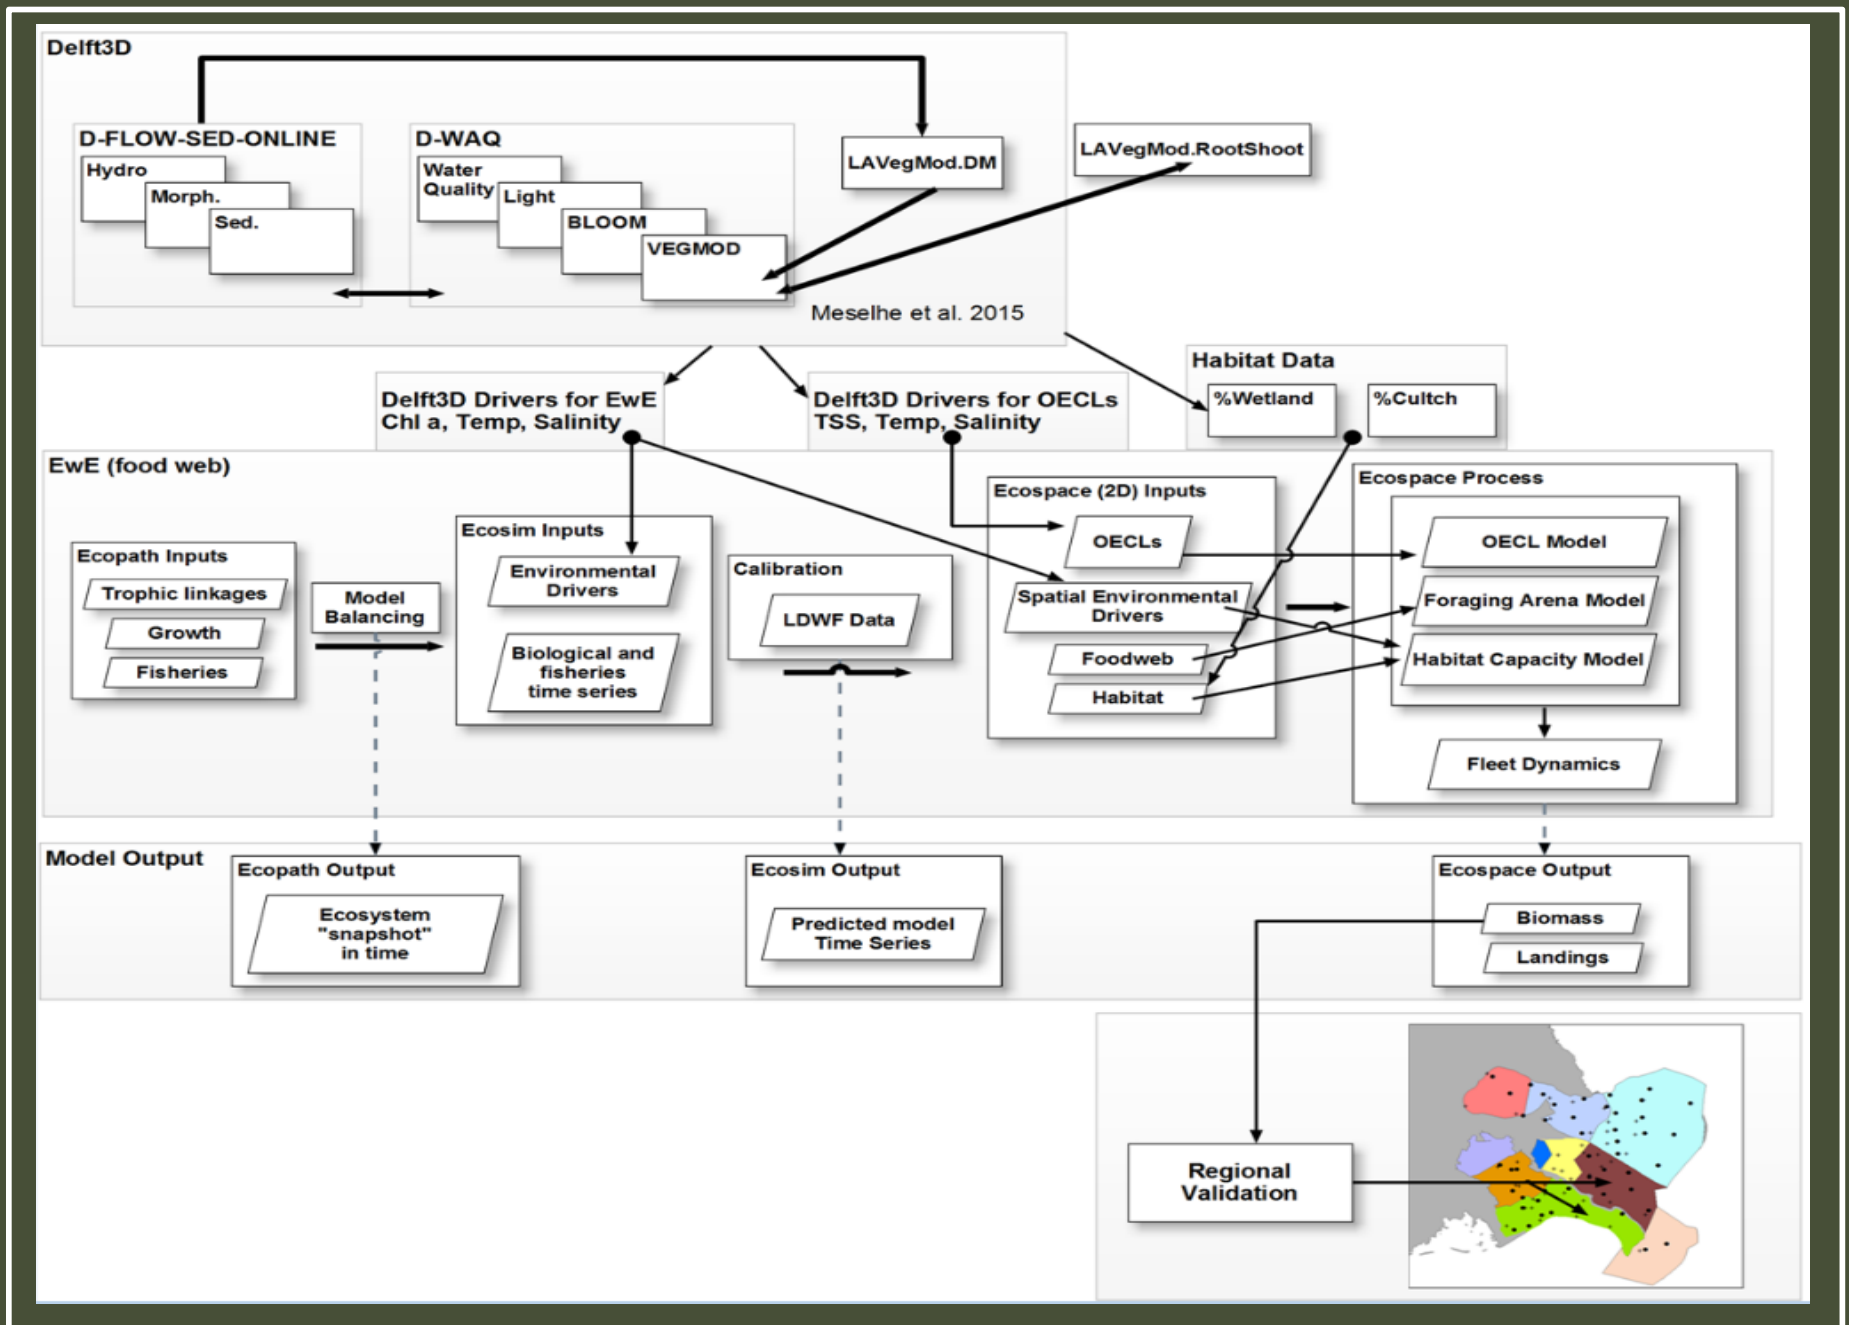 Delft3D
D-FLOW-SED-ONLINE
Hydro
Morph.
Sed.
D-WAQ
Water
Quality
Light
BLOOM
VEGMOD
LAVegMod.DM
LAVegMod.RootShoot
Meselhe et al. 2015
Delft3D Drivers for EwE
Chl a, Temp, Salinity
Delft3D Drivers for OECLs
TSS, Temp, Salinity
Habitat Data
%Wetland
%Cultch
EwE (food web)
Ecopath Inputs
Trophic linkages
Growth
Fisheries
Model
Balancing
Ecosim Inputs
Environmental
Drivers
Biological and
fisheries
time series
Calibration
LDWF Data
Ecospace (2D) Inputs
OECLs
Spatial Environmental
Drivers
Foodweb
Habitat
Ecospace Process
OECL Model
Foraging Arena Model
Habitat Capacity Model
Fleet Dynamics
Model Output
Ecopath Output
Ecosystem
"snapshot"
in time
Ecosim Output
Predicted model
Time Series
Ecospace Output
Biomass
Landings
Regional
Validation